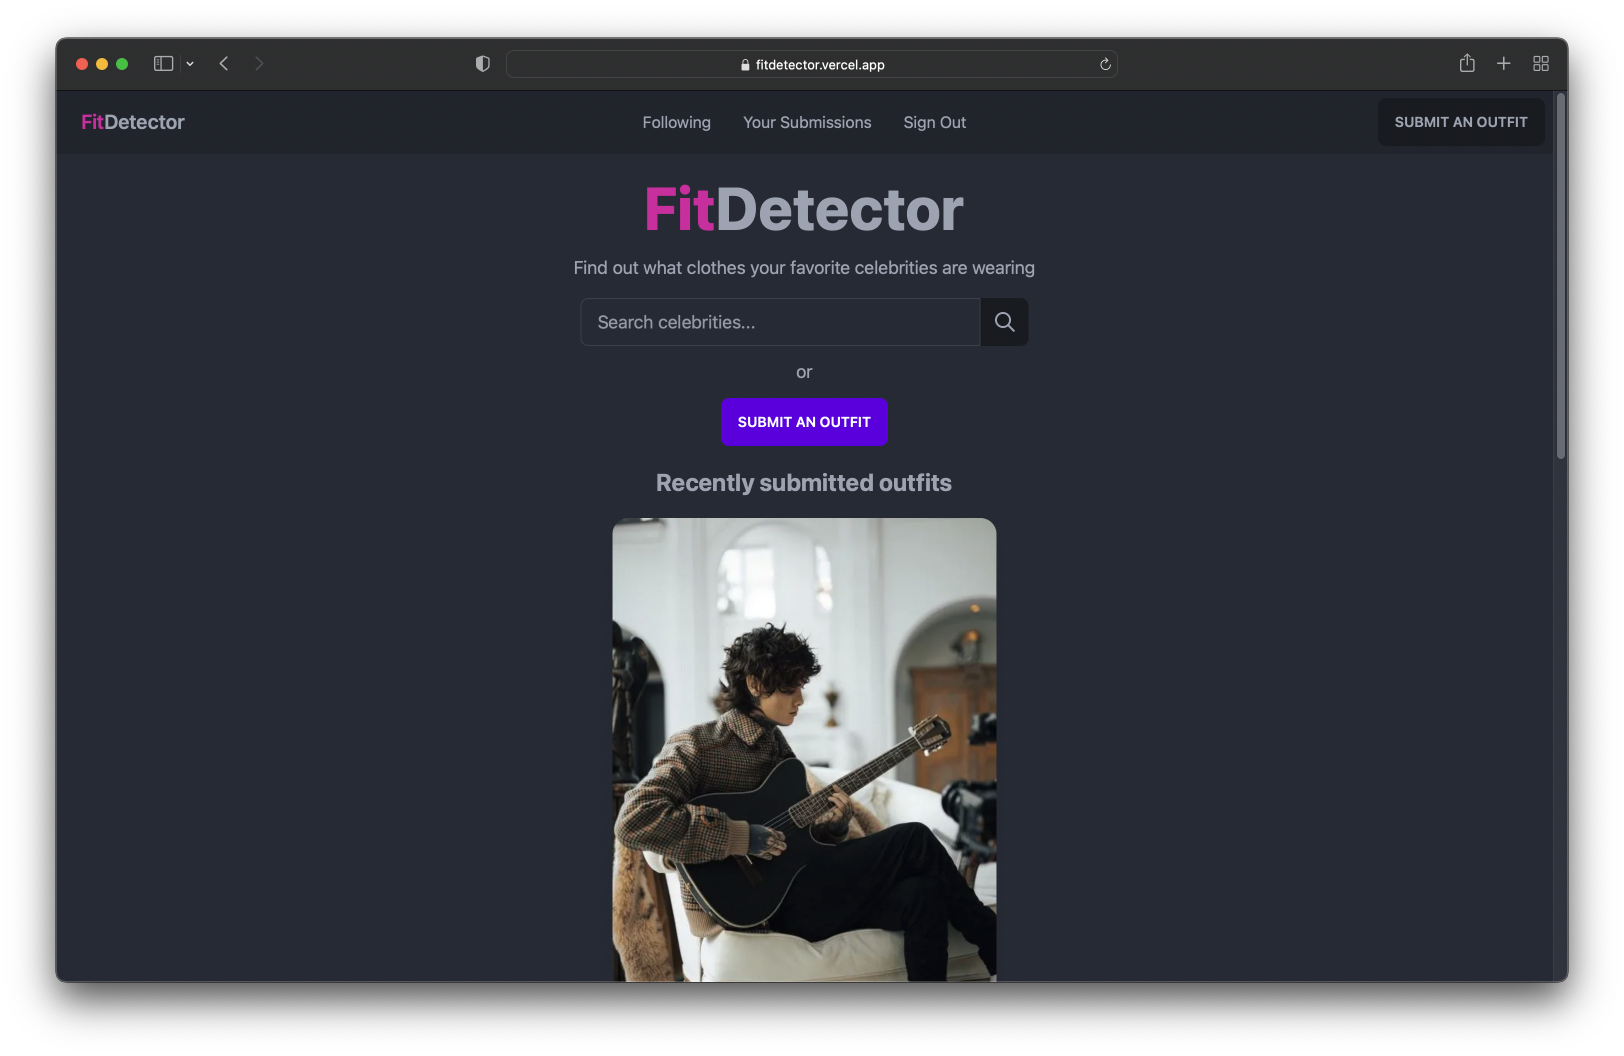 fitdetector.vercel.app
FitDetector
Following
Your Submissions
Sign Out
SUBMIT AN OUTFIT
FitDetector
Find out what clothes your favorite celebrities are wearing
Search celebrities...
or
SUBMIT AN OUTFIT
Recently submitted outfits